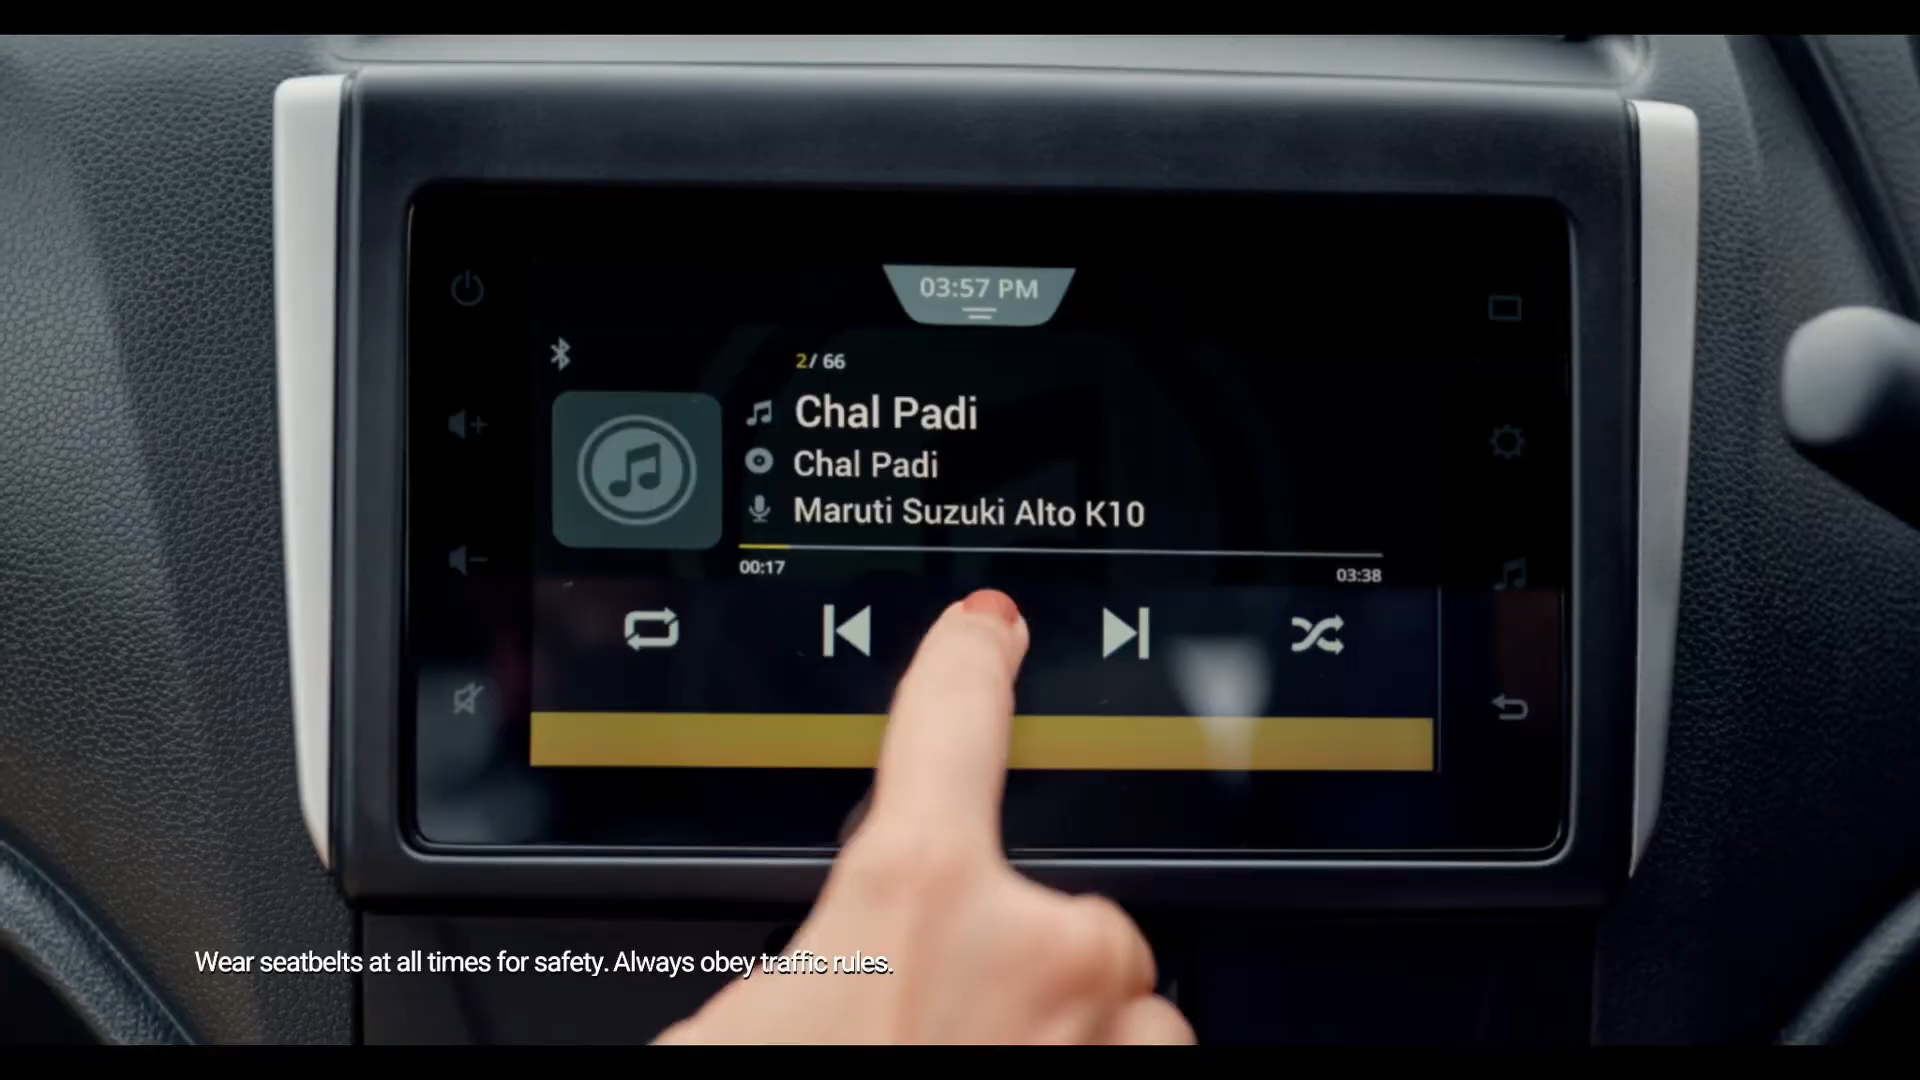 03:57 PM
2/ 66
Chal Padi
Chal Padi
Maruti Suzuki Alto K10
00:17
03:38
Wear seatbelts at all times for safety. Always obey traffic rules.